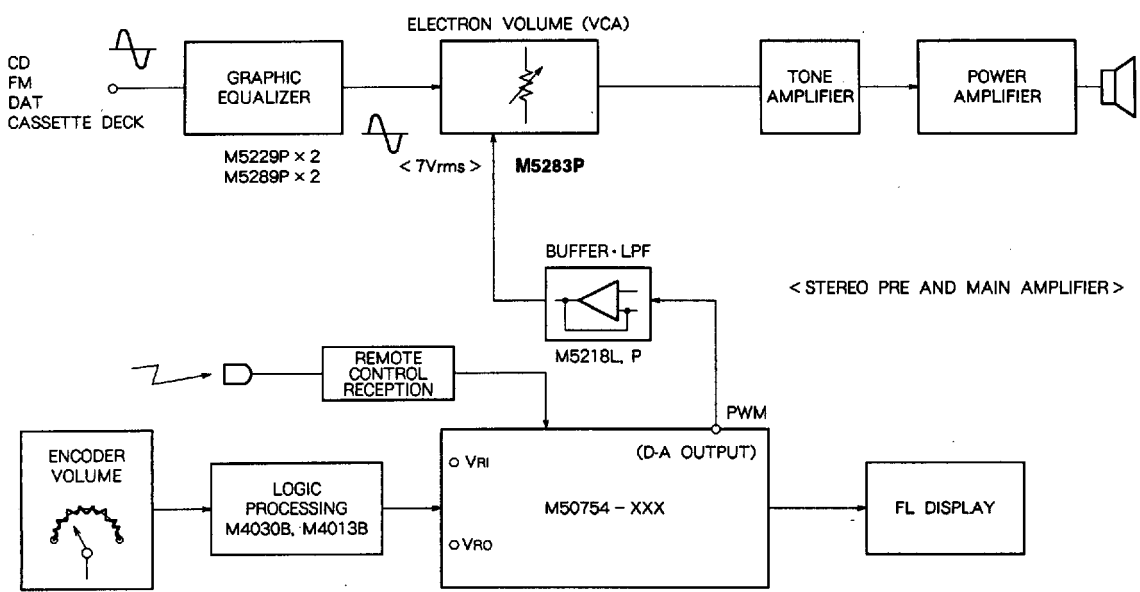 ELECTRON VOLUME (VCA)
CD
FM
DAT
CASSETTE DECK
GRAPHIC
EQUALIZER
TONE
AMPLIFIER
POWER
AMPLIFIER
M5229P × 2
M5289P × 2
< 7Vrms >
M5283P
BUFFER · LPF
< STEREO PRE AND MAIN AMPLIFIER >
M5218L, P
REMOTE
CONTROL
RECEPTION
PWM
ENCODER
VOLUME
LOGIC
PROCESSING
M4030B, M4013B
VRI
(D-A OUTPUT)
M50754 – XXX
VRO
FL DISPLAY